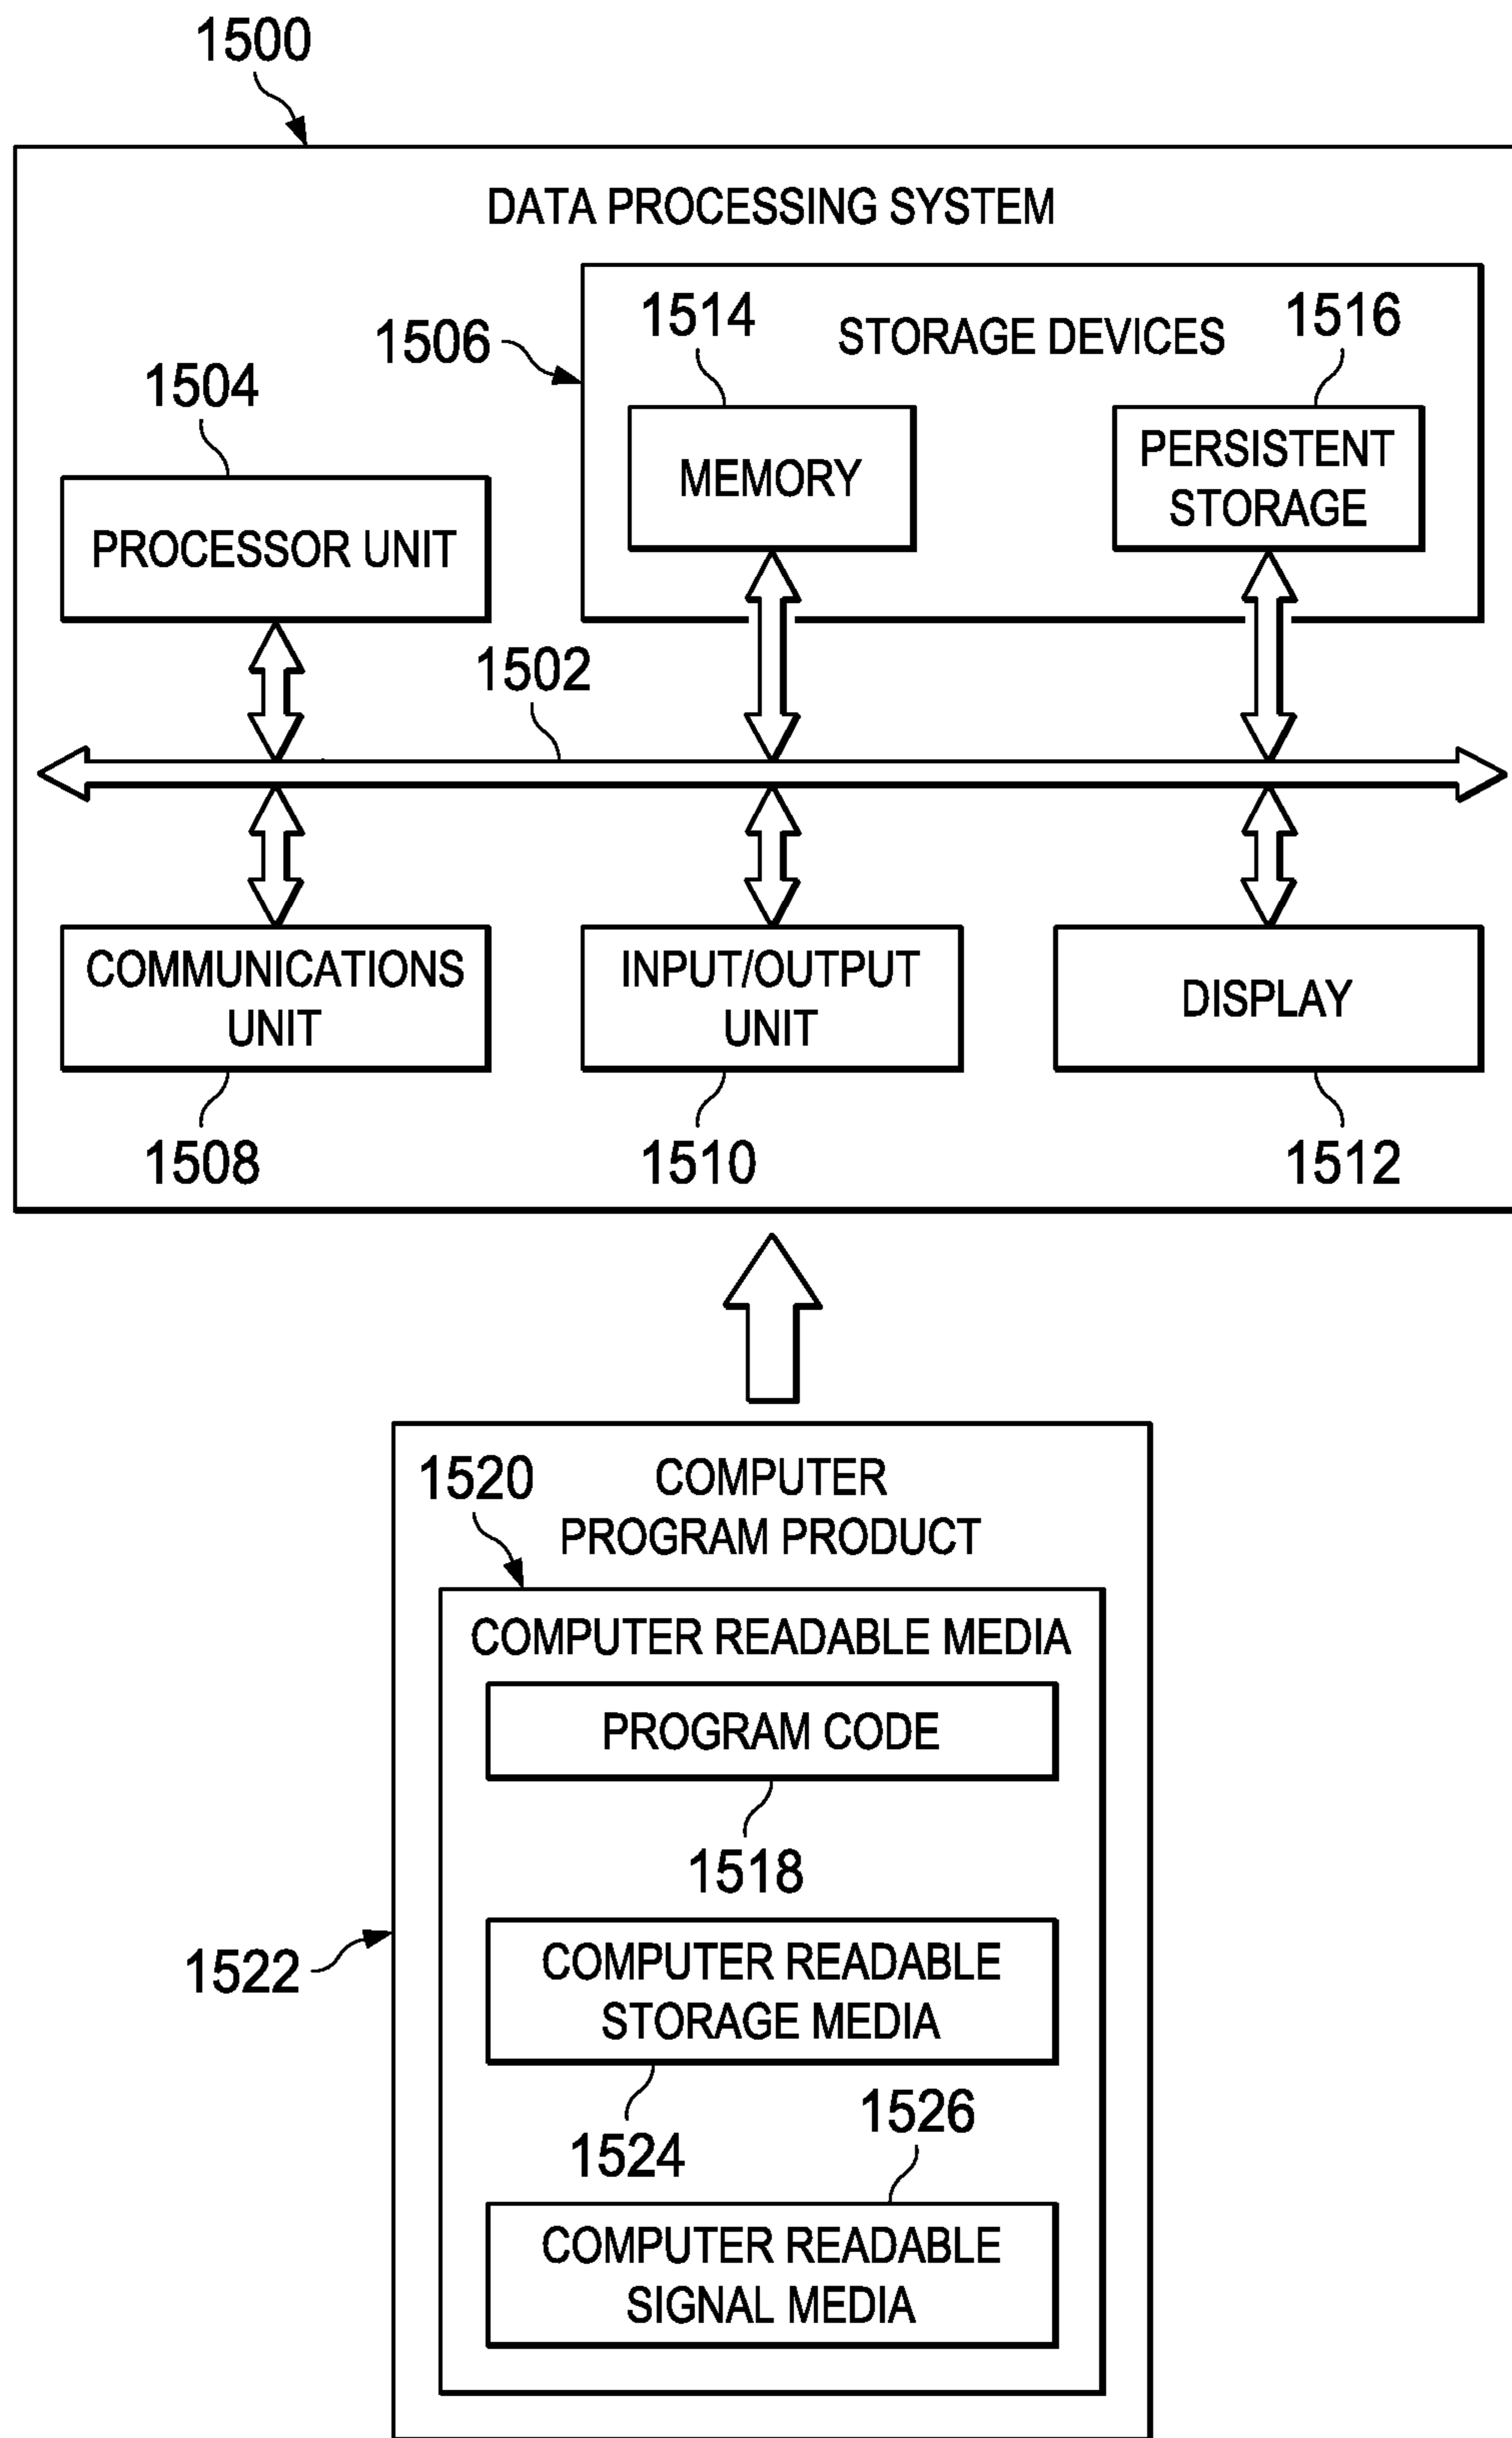 1500
DATA PROCESSING SYSTEM
1506
1514
STORAGE DEVICES
1516
1504
MEMORY
PERSISTENT
STORAGE
PROCESSOR UNIT
1502
COMMUNICATIONS
UNIT
INPUT/OUTPUT
UNIT
DISPLAY
1508
1510
1512
1520
COMPUTER
PROGRAM PRODUCT
COMPUTER READABLE MEDIA
PROGRAM CODE
1518
1522
COMPUTER READABLE
STORAGE MEDIA
1524
1526
COMPUTER READABLE
SIGNAL MEDIA